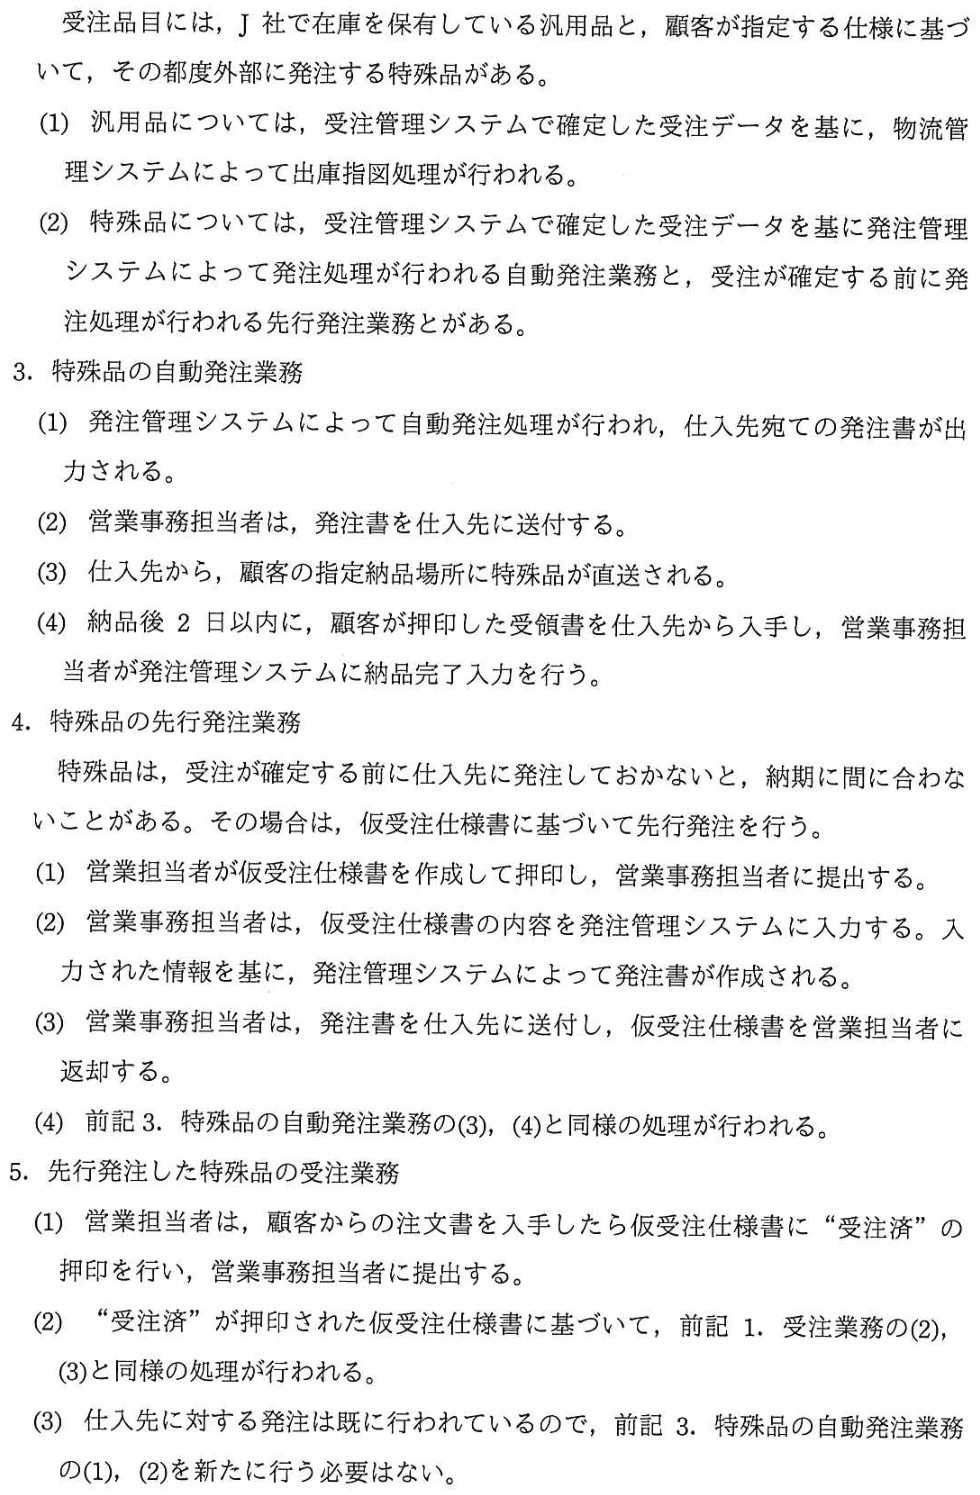 受注品目には，J 社で在庫を保有している汎用品と，顧客が指定する仕様に基づ
いて，その都度外部に発注する特殊品がある。
(1) 汎用品については，受注管理システムで確定した受注データを基に，物流管
理システムによって出庫指図処理が行われる。
(2) 特殊品については，受注管理システムで確定した受注データを基に発注管理
システムによって発注処理が行われる自動発注業務と，受注が確定する前に発
注処理が行われる先行発注業務とがある。
3．特殊品の自動発注業務
(1) 発注管理システムによって自動発注処理が行われ，仕入先宛ての発注書が出
力される。
(2) 営業事務担当者は，発注書を仕入先に送付する。
(3) 仕入先から，顧客の指定納品場所に特殊品が直送される。
(4) 納品後 2 日以内に，顧客が押印した受領書を仕入先から入手し，営業事務担
当者が発注管理システムに納品完了入力を行う。
4．特殊品の先行発注業務
特殊品は，受注が確定する前に仕入先に発注しておかないと，納期に間に合わな
いことがある。その場合は，仮受注仕様書に基づいて先行発注を行う。
(1) 営業担当者が仮受注仕様書を作成して押印し，営業事務担当者に提出する。
(2) 営業事務担当者は，仮受注仕様書の内容を発注管理システムに入力する。入
力された情報を基に，発注管理システムによって発注書が作成される。
(3) 営業事務担当者は，発注書を仕入先に送付し，仮受注仕様書を営業担当者に
返却する。
(4) 前記 3．特殊品の自動発注業務の(3)，(4)と同様の処理が行われる。
5．先行発注した特殊品の受注業務
(1) 営業担当者は，顧客からの注文書を入手したら仮受注仕様書に“受注済”の
押印を行い，営業事務担当者に提出する。
(2) “受注済”が押印された仮受注仕様書に基づいて，前記 1．受注業務の(2)，
(3)と同様の処理が行われる。
(3) 仕入先に対する発注は既に行われているので，前記 3．特殊品の自動発注業務
の(1)，(2)を新たに行う必要はない。